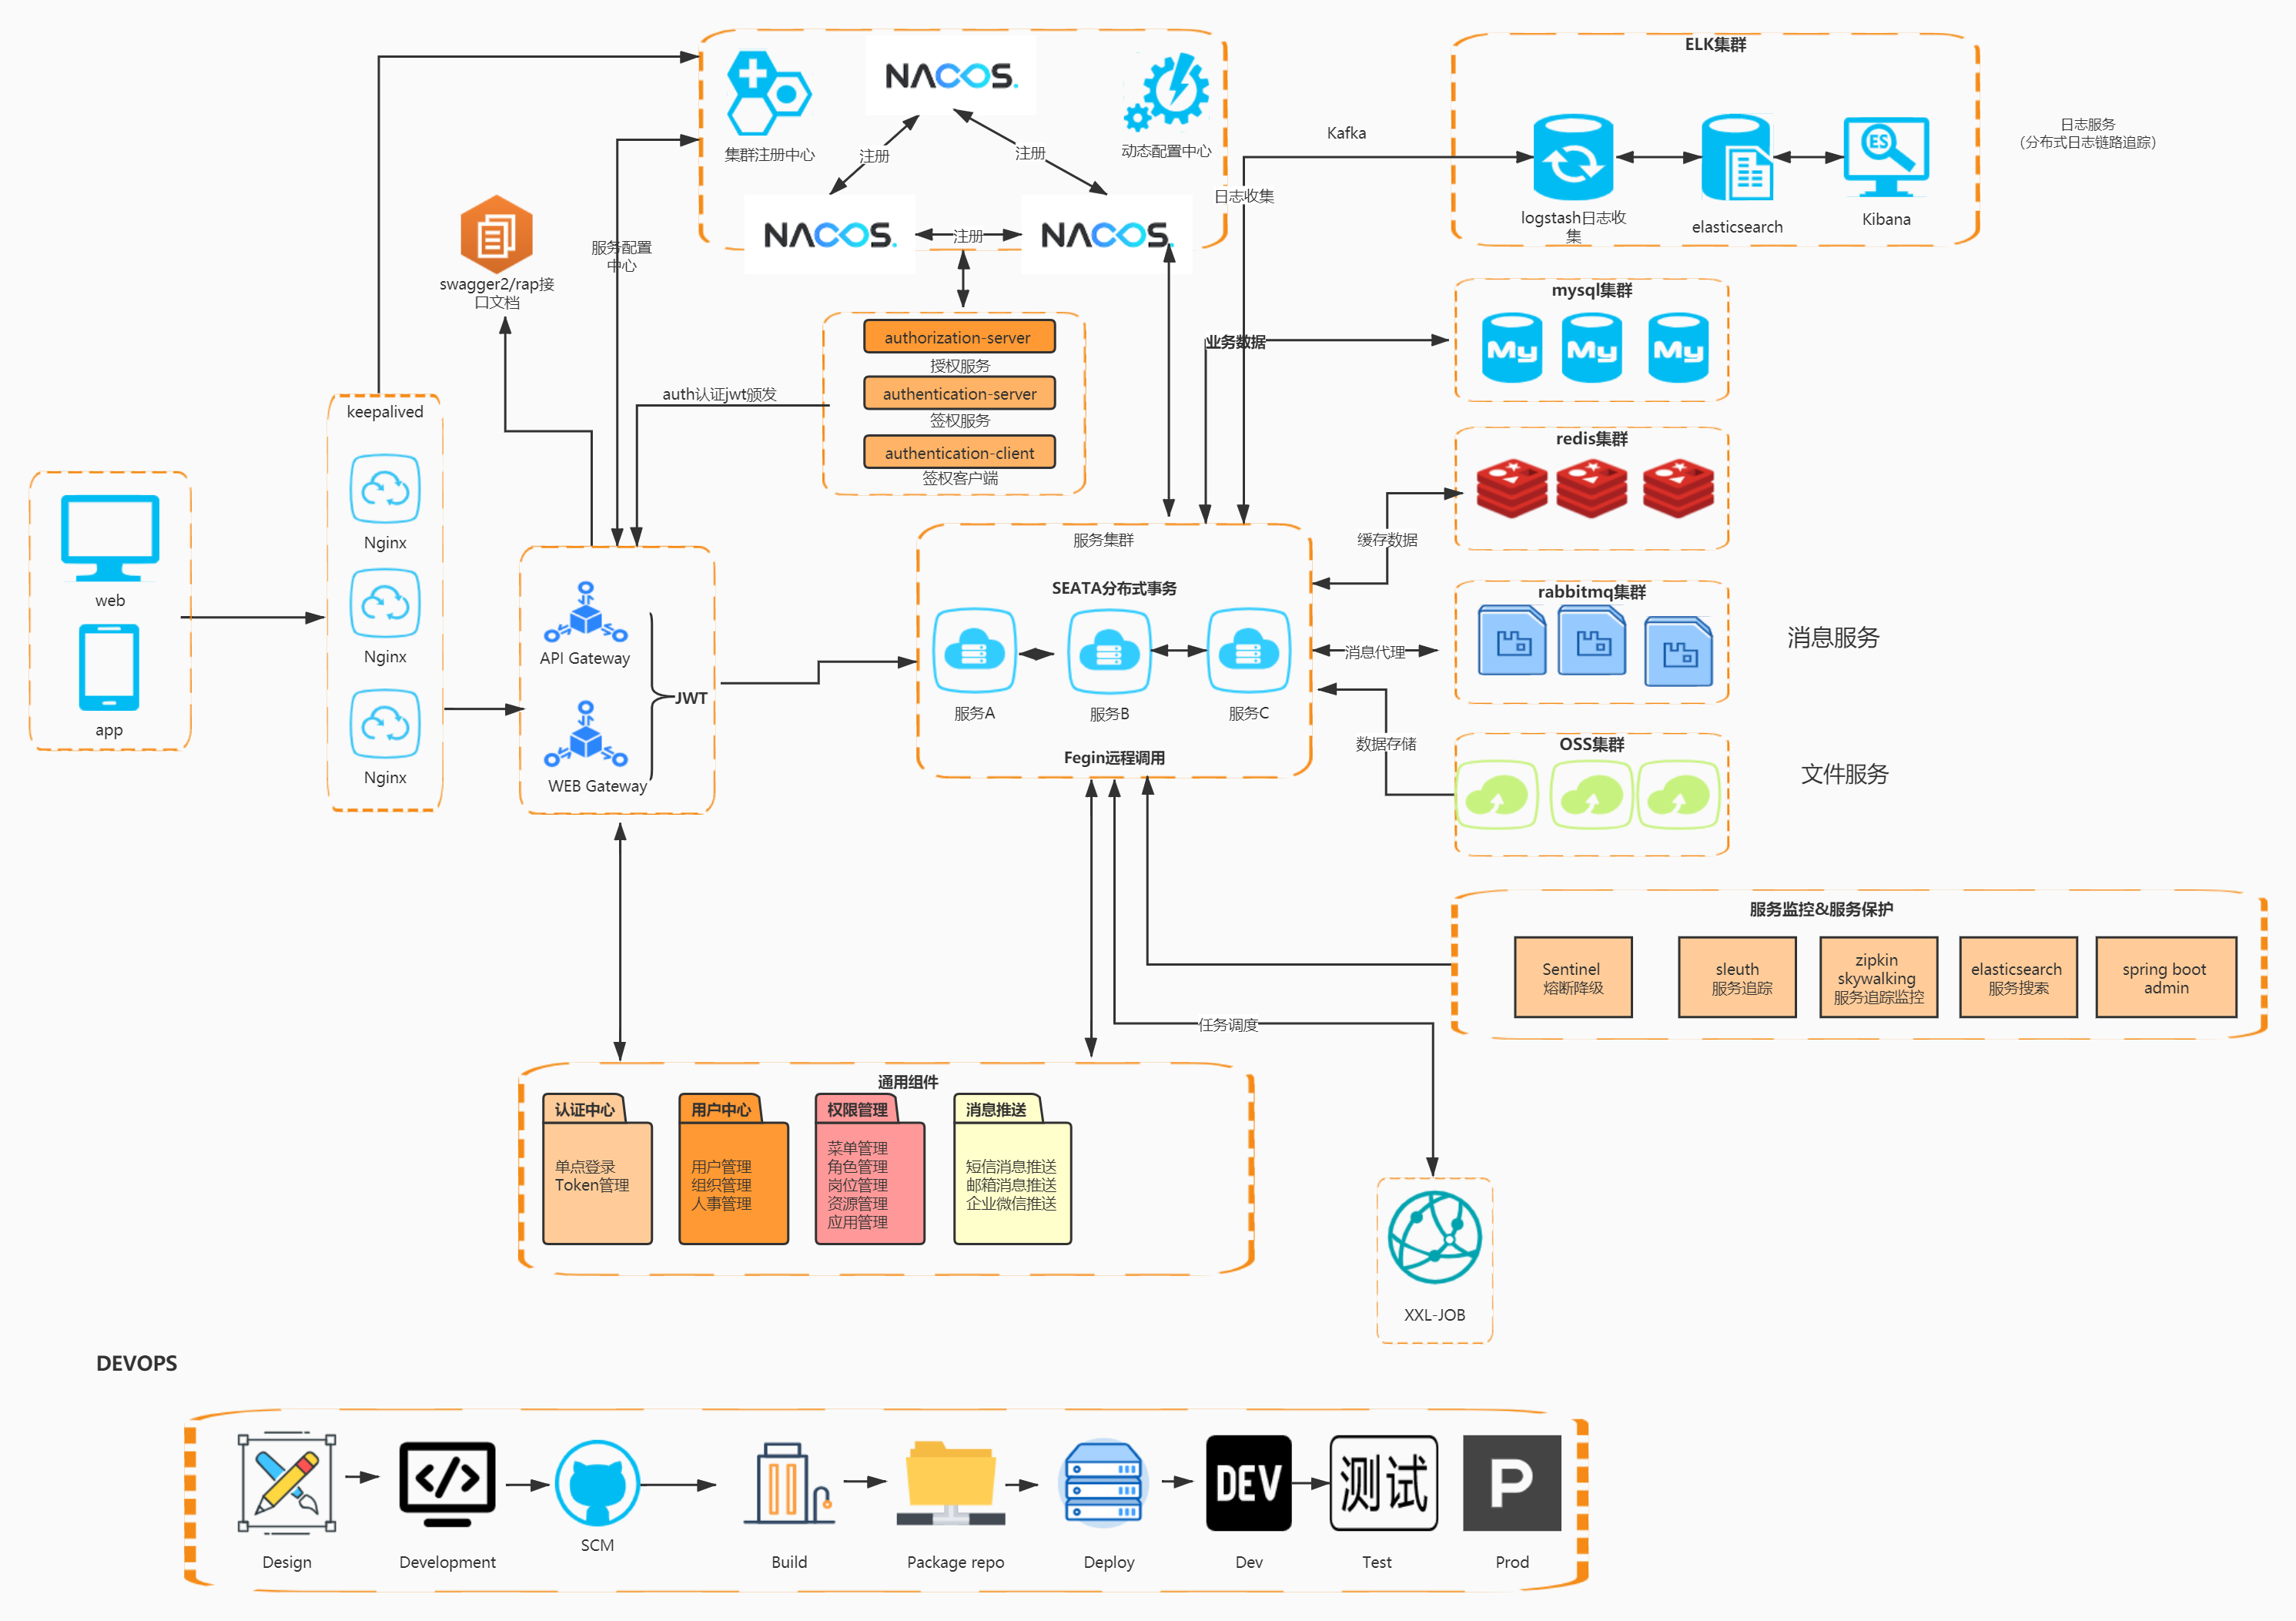 NACOS.
集群注册中心
动态配置中心
注册
注册
NACOS.
注册
NACOS.
ELK集群
Kafka
日志收集
logstash日志收
集
elasticsearch
ES
Kibana
日志服务
（分布式日志链路追踪）
swagger2/rap接
口文档
服务配置
中心
authorization-server
授权服务
authentication-server
签权服务
authentication-client
签权客户端
auth认证jwt颁发
业务数据
mysql集群
My
My
My
redis集群
缓存数据
keepalived
Nginx
Nginx
Nginx
web
app
API Gateway
WEB Gateway
JWT
服务集群
SEATA分布式事务
服务A
服务B
服务C
Fegin远程调用
消息代理
rabbitmq集群
消息服务
数据存储
OSS集群
文件服务
服务监控&服务保护
Sentinel
熔断降级
sleuth
服务追踪
zipkin
skywalking
服务追踪监控
elasticsearch
服务搜索
spring boot
admin
任务调度
通用组件
认证中心
单点登录
Token管理
用户中心
用户管理
组织管理
人事管理
权限管理
菜单管理
角色管理
岗位管理
资源管理
应用管理
消息推送
短信消息推送
邮箱消息推送
企业微信推送
XXL-JOB
DEVOPS
DEV
测试
P
Design
Development
SCM
Build
Package repo
Deploy
Dev
Test
Prod